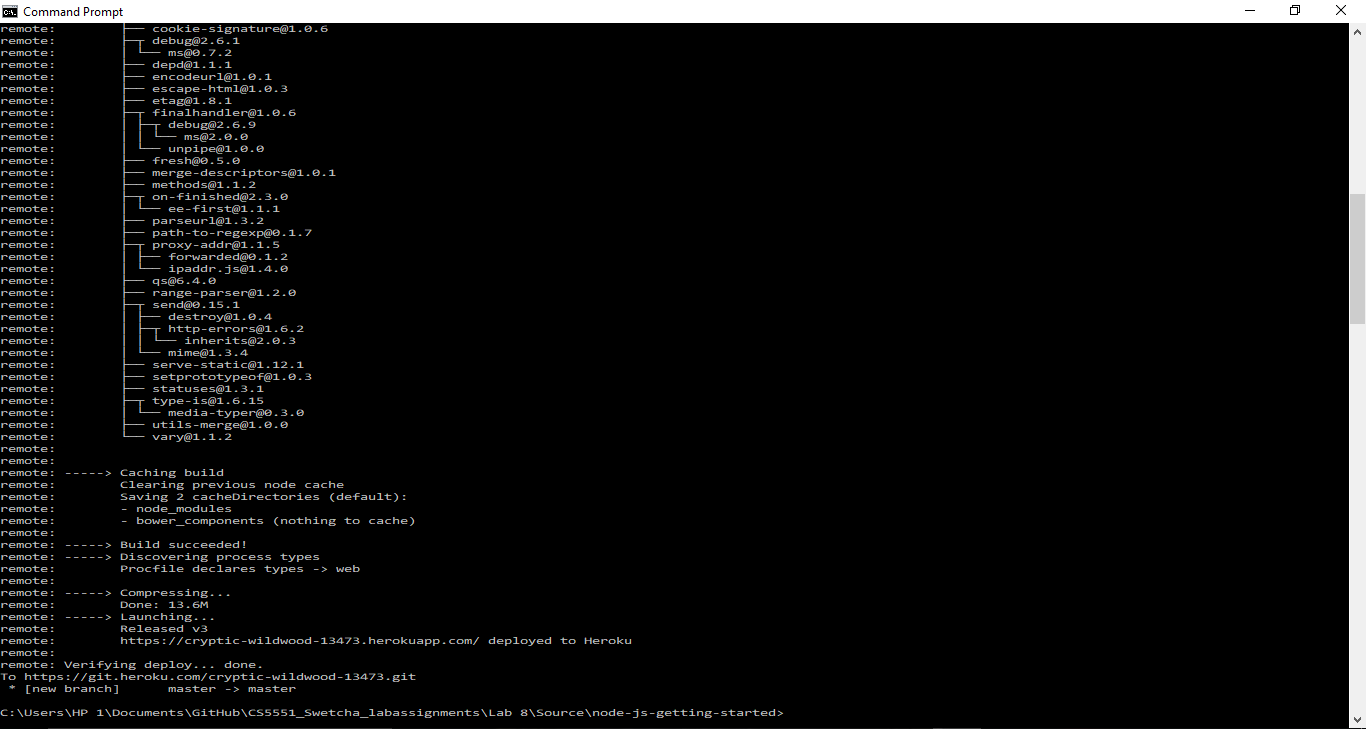 Command Prompt
remote:         ├── cookie-signature@1.0.6
remote:         ├─┬ debug@2.6.1
remote:         │ └── ms@0.7.2
remote:         ├── depd@1.1.1
remote:         ├── encodeurl@1.0.1
remote:         ├── escape-html@1.0.3
remote:         ├── etag@1.8.1
remote:         ├─┬ finalhandler@1.0.6
remote:         │ ├─┬ debug@2.6.9
remote:         │ │ └── ms@2.0.0
remote:         │ └── unpipe@1.0.0
remote:         ├── fresh@0.5.0
remote:         ├── merge-descriptors@1.0.1
remote:         ├── methods@1.1.2
remote:         ├─┬ on-finished@2.3.0
remote:         │ └── ee-first@1.1.1
remote:         ├── parseurl@1.3.2
remote:         ├── path-to-regexp@0.1.7
remote:         ├─┬ proxy-addr@1.1.5
remote:         │ ├── forwarded@0.1.2
remote:         │ └── ipaddr.js@1.4.0
remote:         ├── qs@6.4.0
remote:         ├── range-parser@1.2.0
remote:         ├─┬ send@0.15.1
remote:         │ ├── destroy@1.0.4
remote:         │ ├─┬ http-errors@1.6.2
remote:         │ │ └── inherits@2.0.3
remote:         │ └── mime@1.3.4
remote:         ├── serve-static@1.12.1
remote:         ├── setprototypeof@1.0.3
remote:         ├── statuses@1.3.1
remote:         ├─┬ type-is@1.6.15
remote:         │ └── media-typer@0.3.0
remote:         ├── utils-merge@1.0.0
remote:         └── vary@1.1.2
remote:
remote:
remote: -----> Caching build
remote:        Clearing previous node cache
remote:        Saving 2 cacheDirectories (default):
remote:        - node_modules
remote:        - bower_components (nothing to cache)
remote:
remote: -----> Build succeeded!
remote: -----> Discovering process types
remote:        Procfile declares types -> web
remote:
remote: -----> Compressing...
remote:        Done: 13.6M
remote: -----> Launching...
remote:        Released v3
remote:        https://cryptic-wildwood-13473.herokuapp.com/ deployed to Heroku
remote:
remote: Verifying deploy... done.
To https://git.heroku.com/cryptic-wildwood-13473.git
 * [new branch]      master -> master
C:\Users\HP 1\Documents\GitHub\CS5551_Swetcha_labassignments\Lab 8\Source\node-js-getting-started>